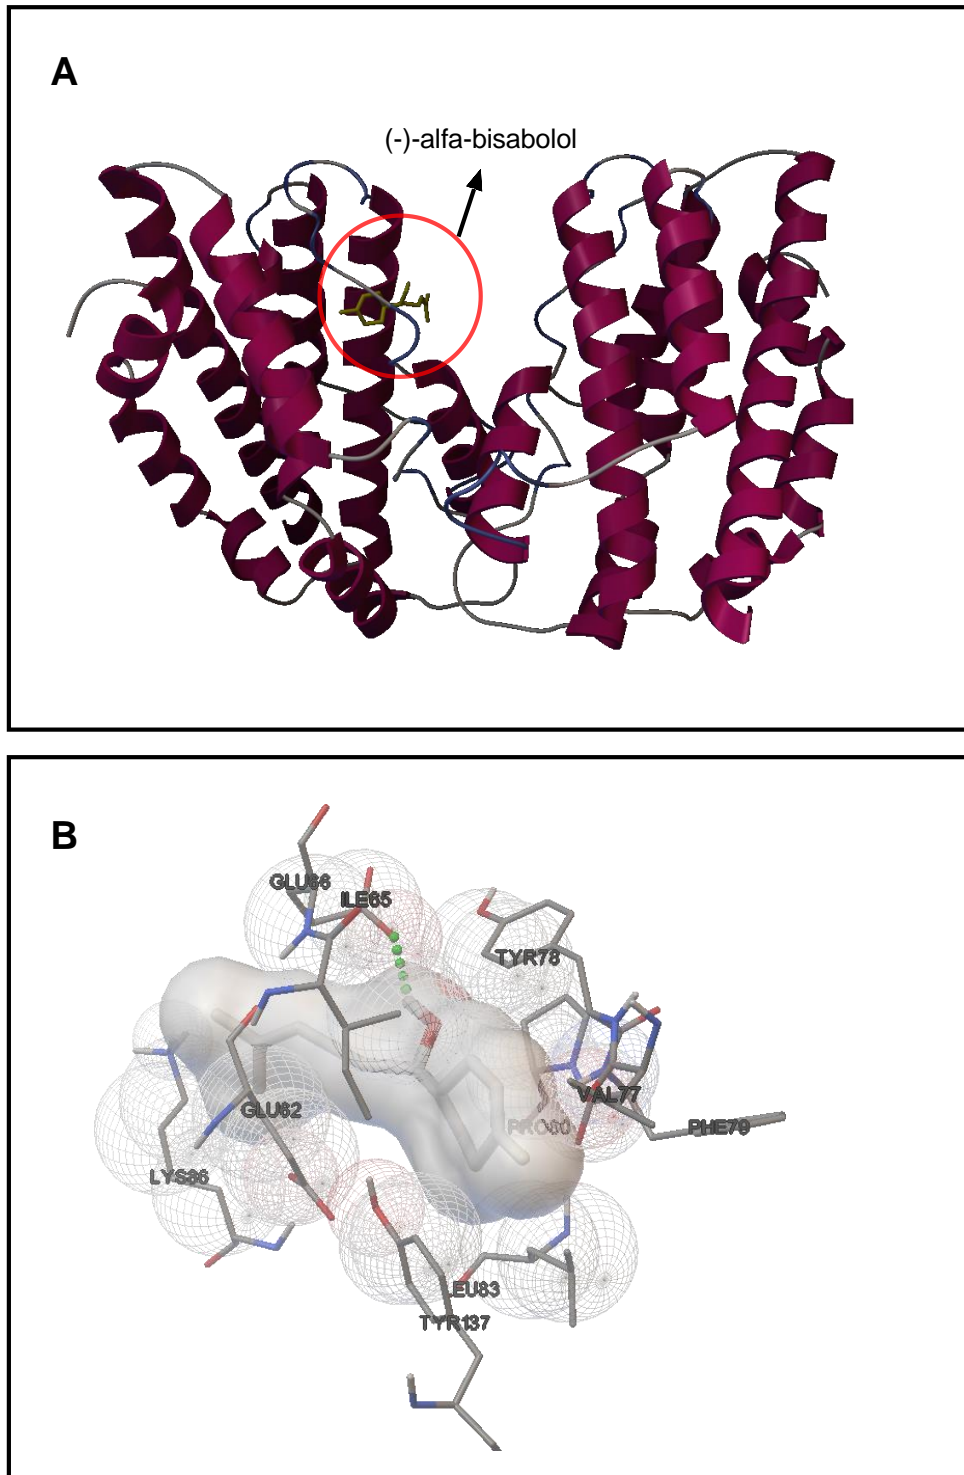 A
(-)-alfa-bisabolol
B
GLU66
ILE65
TYR78
VAL77
GLU62
PRO80
PHE79
LYS86
LEU83
TYR137